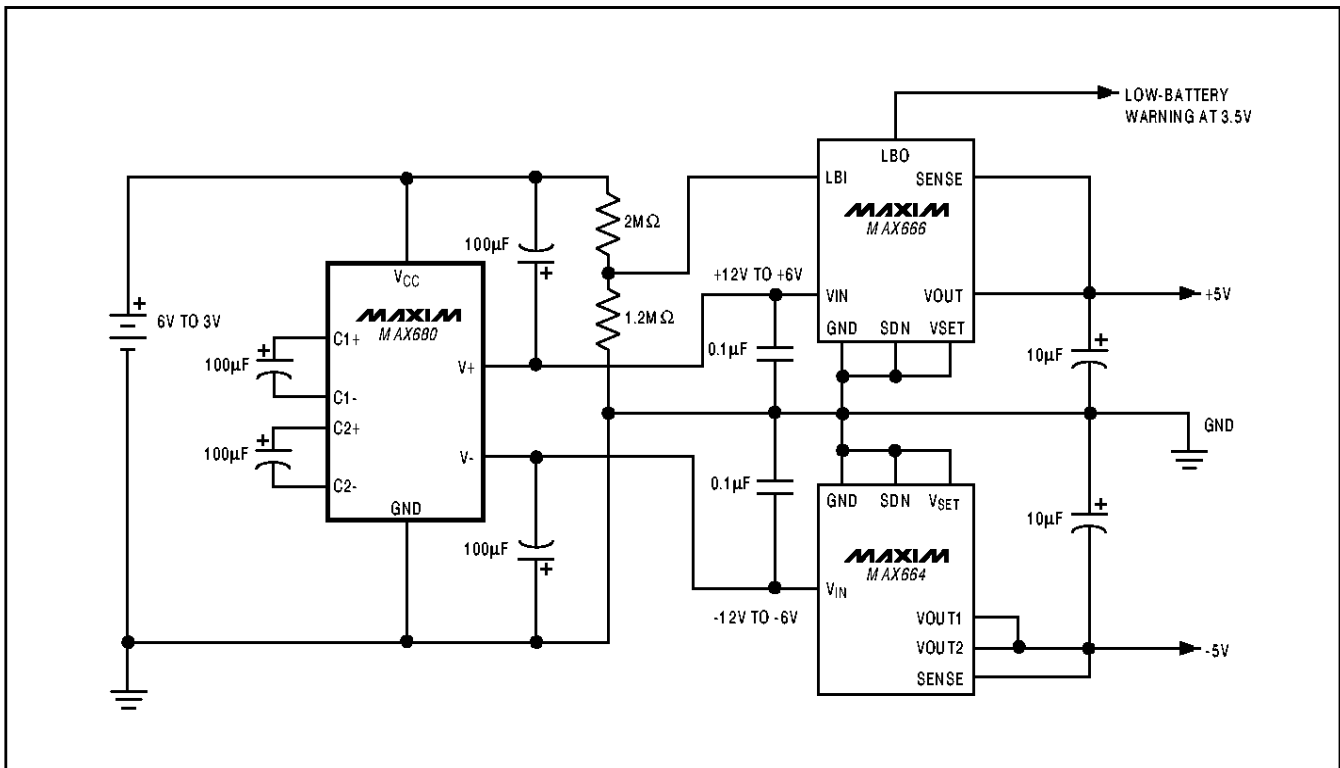 LOW-BATTERY
WARNING AT 3.5V
LBO
LBI
SENSE
MAXIM
MAX666
2MΩ
100µF
+12V TO +6V
VCC
VIN
VOUT
+5V
6V TO 3V
MAXIM
MAX680
1.2MΩ
GND SDN VSET
C1+
100µF
V+
0.1µF
10µF
C1-
C2+
GND
100µF
V-
0.1µF
C2-
GND SDN VSET
10µF
GND
100µF
MAXIM
MAX664
VIN
-12V TO -6V
VOUT1
VOUT2
-5V
SENSE